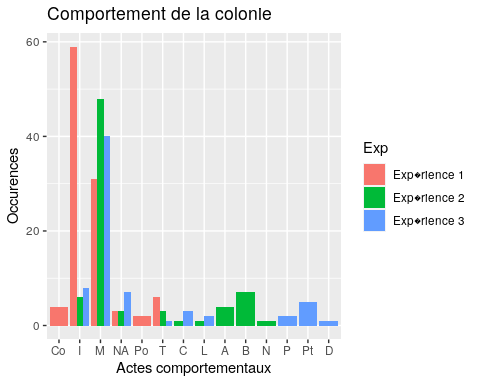 Comportement de la colonie
60
40
20
0
Occurences
Co I M NA Po T C L A B N P Pt D
Actes comportementaux
Exp
Exp�rience 1
Exp�rience 2
Exp�rience 3